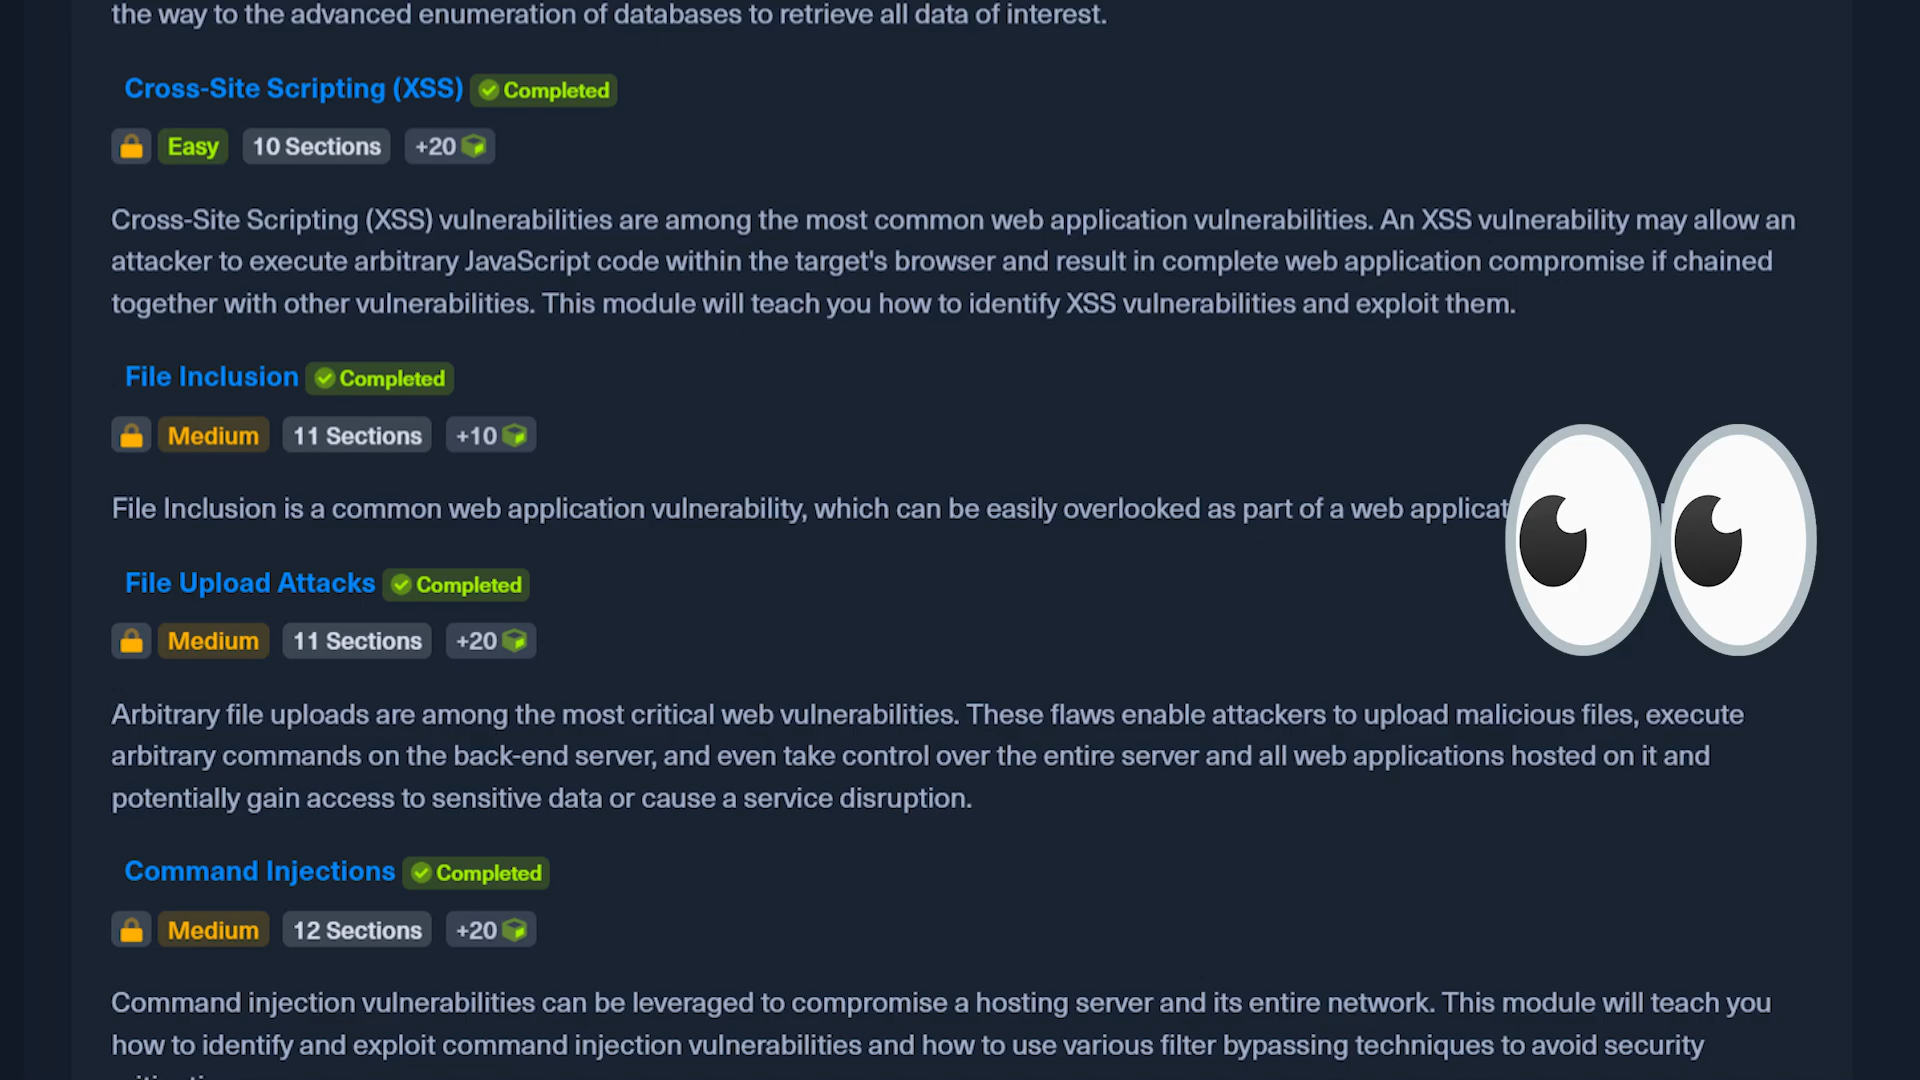 the way to the advanced enumeration of databases to retrieve all data of interest.
Cross-Site Scripting (XSS) Completed
Easy 10 Sections +20
Cross-Site Scripting (XSS) vulnerabilities are among the most common web application vulnerabilities. An XSS vulnerability may allow an
attacker to execute arbitrary JavaScript code within the target's browser and result in complete web application compromise if chained
together with other vulnerabilities. This module will teach you how to identify XSS vulnerabilities and exploit them.
File Inclusion Completed
Medium 11 Sections +10
File Inclusion is a common web application vulnerability, which can be easily overlooked as part of a web applicat
File Upload Attacks Completed
Medium 11 Sections +20
Arbitrary file uploads are among the most critical web vulnerabilities. These flaws enable attackers to upload malicious files, execute
arbitrary commands on the back-end server, and even take control over the entire server and all web applications hosted on it and
potentially gain access to sensitive data or cause a service disruption.
Command Injections Completed
Medium 12 Sections +20
Command injection vulnerabilities can be leveraged to compromise a hosting server and its entire network. This module will teach you
how to identify and exploit command injection vulnerabilities and how to use various filter bypassing techniques to avoid security